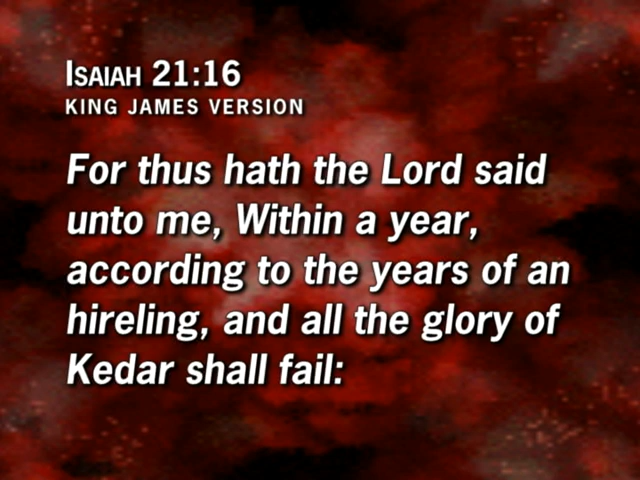 Isaiah 21:16
KING JAMES VERSION
For thus hath the Lord said
unto me, Within a year,
according to the years of an
hireling, and all the glory of
Kedar shall fail: